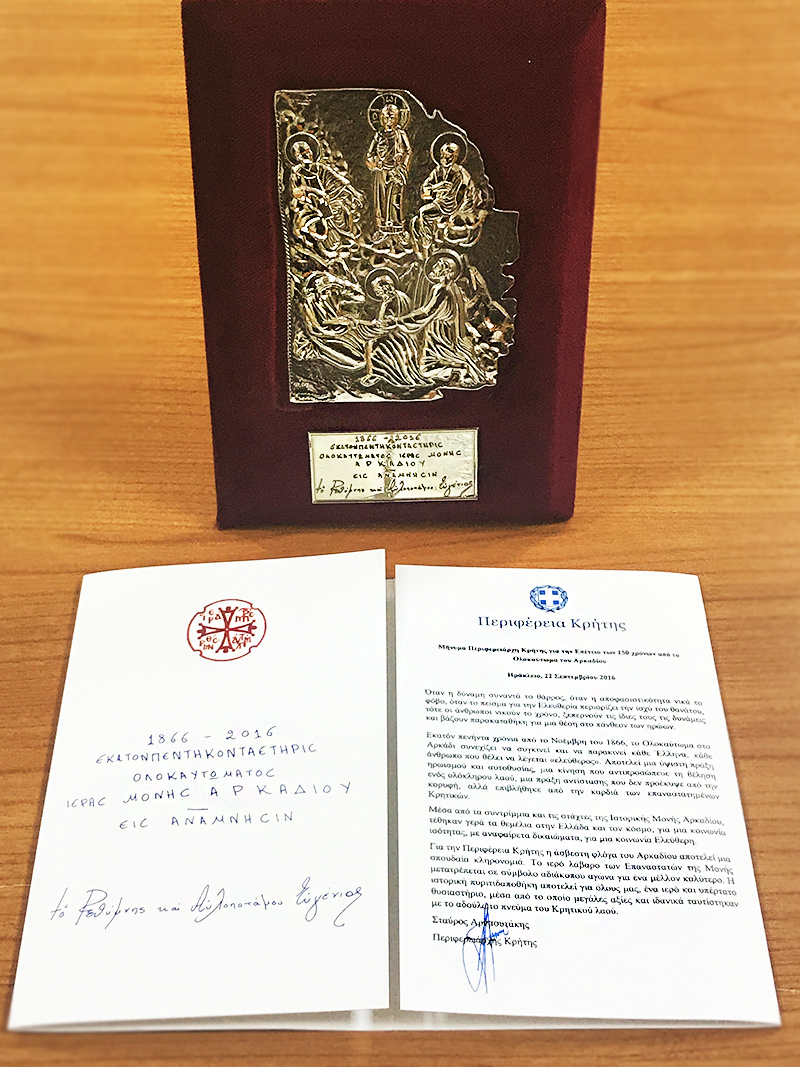 1866 - 2016
ΕΚΑΤΟΝΠΕΝΤΗΚΟΝΤΑΕΤΗΡΙΣ
ΟΛΟΚΑΥΤΩΜΑΤΟΣ ΙΕΡΑΣ ΜΟΝΗΣ
ΑΡΚΑΔΙΟΥ
ΕΙΣ ΑΝΑΜΝΗCΙΝ
Ρεθύμνης καὶ Αὐλοποτάμου Εὐγένιος
1866 - 2016
ΕΚΑΤΟΝΠΕΝΤΗΚΟΝΤΑΕΤΗΡΙΣ
ΟΛΟΚΑΥΤΩΜΑΤΟΣ
ΙΕΡΑΣ ΜΟΝΗΣ ΑΡΚΑΔΙΟΥ
ΕΙΣ ΑΝΑΜΝΗCΙΝ
Ρεθύμνης καὶ Αὐλοποτάμου Εὐγένιος
Περιφέρεια Κρήτης
Μήνυμα Περιφερειάρχη Κρήτης για την Επέτειο των 150 χρόνων από το
Ολοκαύτωμα του Αρκαδίου
Ηράκλειο, 22 Σεπτεμβρίου 2016
Όταν η δύναμη συναντά το θάρρος, όταν η αποφασιστικότητα νικά το
φόβο, όταν το πείσμα για την Ελευθερία περιορίζει την ισχύ του θανάτου,
τότε οι άνθρωποι νικούν το χρόνο, ξεπερνούν τις ίδιες τους τις δυνάμεις
και βάζουν παρακαταθήκη για μια θέση στο πάνθεον των ηρώων.
Εκατόν πενήντα χρόνια από το Νοέμβρη του 1866, το Ολοκαύτωμα στο
Αρκάδι συνεχίζει να συγκινεί και να παρακινεί κάθε Έλληνα, κάθε
άνθρωπο που θέλει να λέγεται «ελεύθερος». Αποτελεί μια ύψιστη πράξη
ηρωισμού και αυτοθυσίας, μια κίνηση που αντιπροσώπευε τη θέληση
ενός ολόκληρου λαού, μια πράξη αντίστασης που δεν προέκυψε από την
κορυφή, αλλά επιβλήθηκε από την καρδιά των επαναστατημένων
Κρητικών.
Μέσα από τα συντρίμμια και τις στάχτες της Ιστορικής Μονής Αρκαδίου,
τέθηκαν γερά τα θεμέλια στην Ελλάδα και τον κόσμο, για μια κοινωνία
ισότητας, με αναφαίρετα δικαιώματα, για μια κοινωνία Ελεύθερη.
Για την Περιφέρεια Κρήτης η άσβεστη φλόγα του Αρκαδίου αποτελεί μια
σπουδαία κληρονομιά. Το ιερό λάβαρο των Επαναστατών της Μονής
μετατρέπεται σε σύμβολο αδιάκοπου αγώνα για ένα μέλλον καλύτερο. Η
ιστορική πυριτιδαποθήκη αποτελεί για όλους μας, ένα ιερό και υπέρτατο
θυσιαστήριο, μέσα από το οποίο μεγάλες αξίες και ιδανικά ταυτίστηκαν
με το αδούλωτο πνεύμα του Κρητικού λαού.
Σταύρος Αρναουτάκης
Περιφερειάρχης Κρήτης